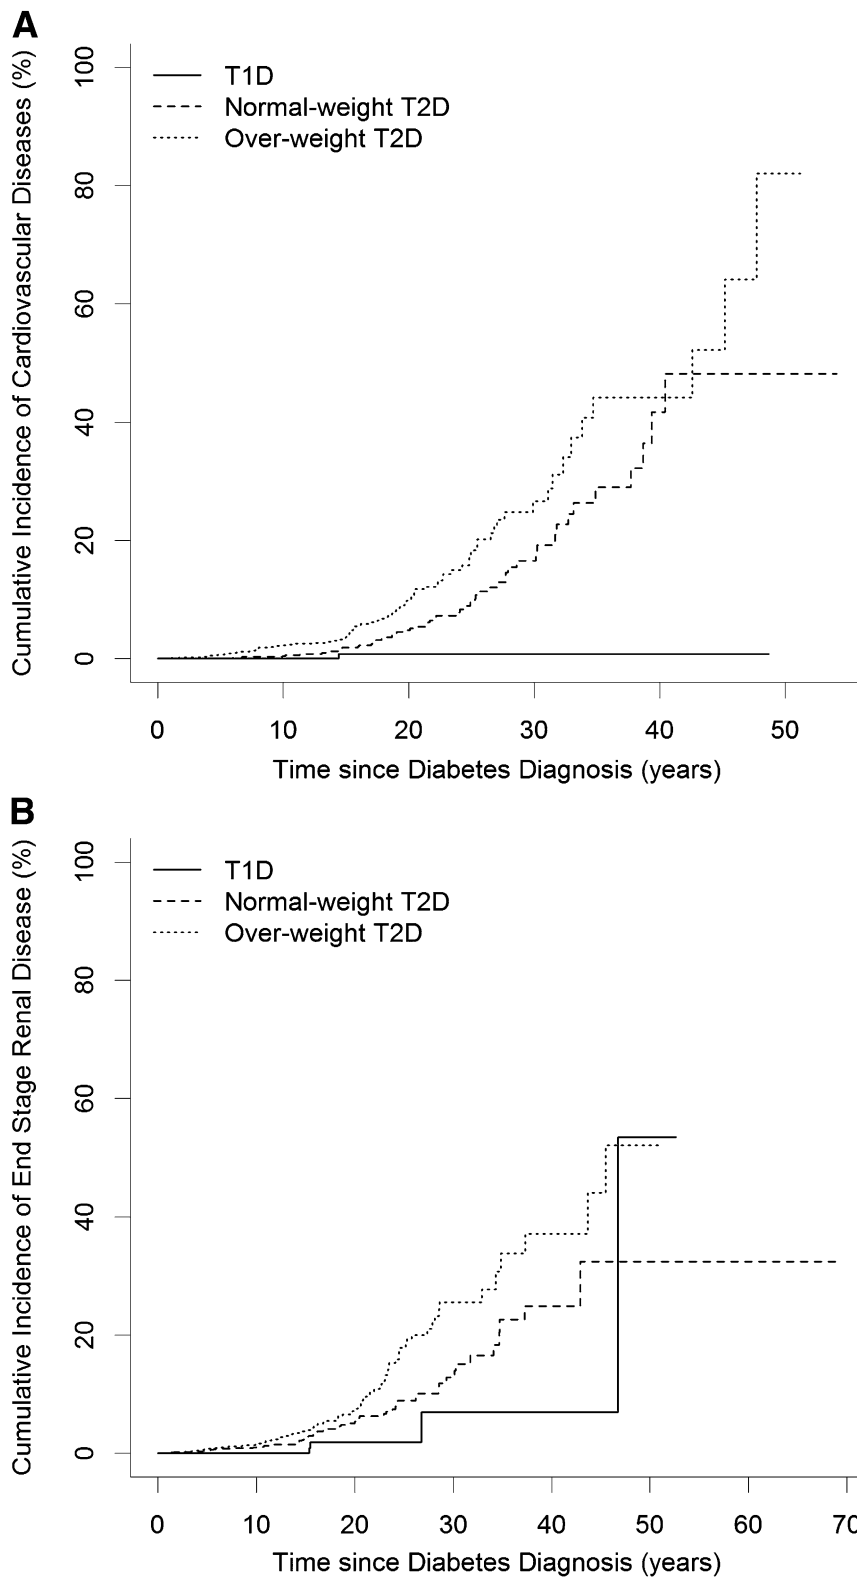 A
Cumulative Incidence of Cardiovascular Diseases (%)
100
80
60
40
20
0
T1D
Normal-weight T2D
Over-weight T2D
0 10 20 30 40 50
Time since Diabetes Diagnosis (years)
B
Cumulative Incidence of End Stage Renal Disease (%)
100
80
60
40
20
0
T1D
Normal-weight T2D
Over-weight T2D
0 10 20 30 40 50 60 70
Time since Diabetes Diagnosis (years)